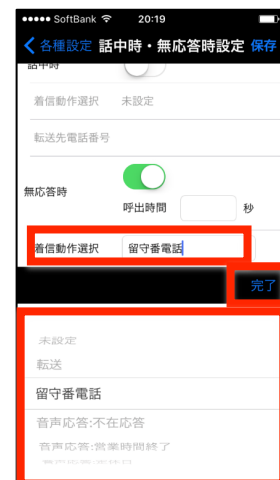 SoftBank 20:19
各種設定 話中時・無応答時設定 保存
話中時
着信動作選択 未設定
転送先電話番号
無応答時
呼出時間 秒
着信動作選択 留守番電話
完了
未設定
転送
留守番電話
音声応答:不在応答
音声応答:営業時間終了